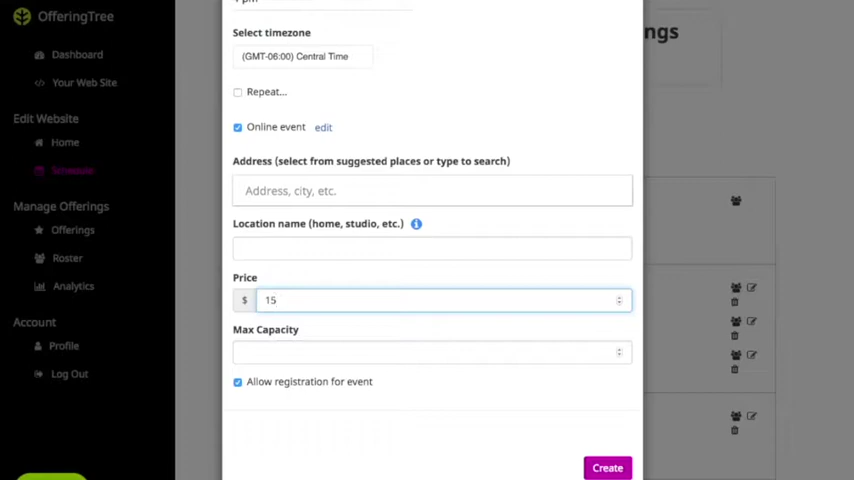 OfferingTree
Dashboard
</> Your Web Site
Edit Website
Home
Schedule
Manage Offerings
Offerings
Roster
Analytics
Account
Profile
Log Out
Select timezone
(GMT-06:00) Central Time
Repeat...
Online event edit
Address (select from suggested places or type to search)
Address, city, etc.
Location name (home, studio, etc.)
Price
$ 15
Max Capacity
Allow registration for event
Create